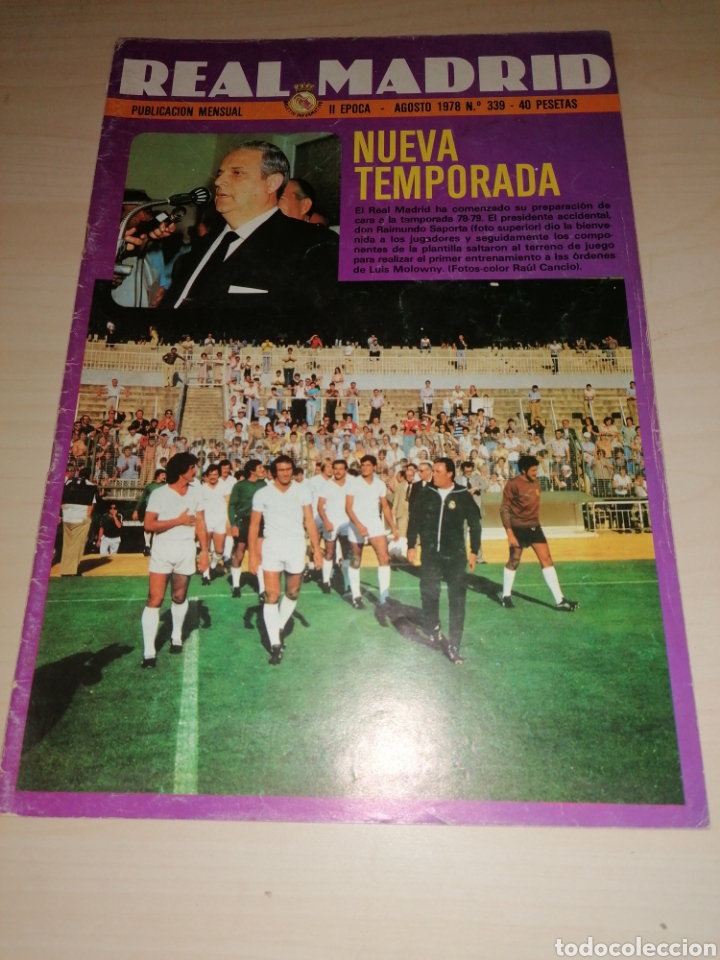 REAL MADRID
PUBLICACION MENSUAL II EPOCA - AGOSTO 1978 N.º 339 - 40 PESETAS
NUEVA
TEMPORADA
El Real Madrid ha comenzado su preparación de
cara a la temporada 78-79. El presidente accidental,
don Raimundo Saporta (foto superior) dio la bienve-
nida a los jugadores y seguidamente los compo-
nentes de la plantilla saltaron al terreno de juego
para realizar el primer entrenamiento a las órdenes
de Luis Molowny. (Fotos-color Raúl Cancio).
todocoleccion